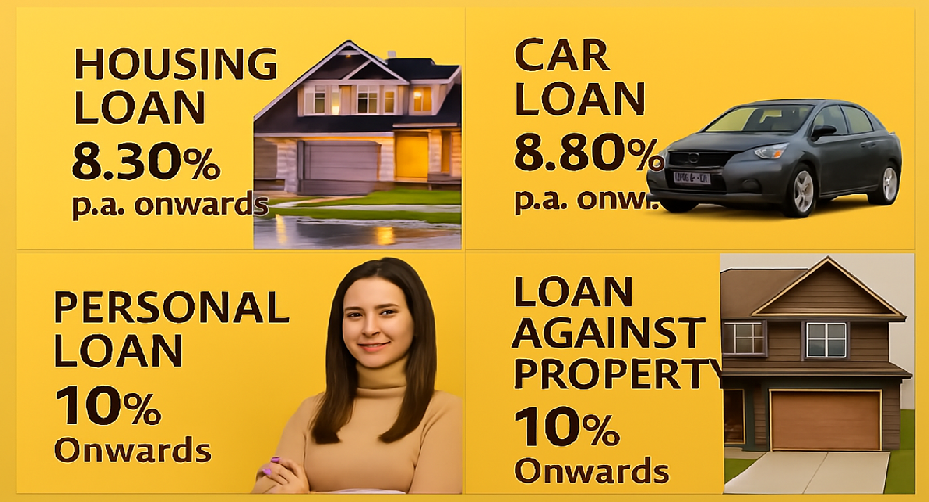 HOUSING
LOAN
8.30%
p.a. onwards
CAR
LOAN
8.80%
p.a.
PERSONAL
LOAN
10%
Onwards
LOAN
AGAINST
PROPERTY
10%
Onwards